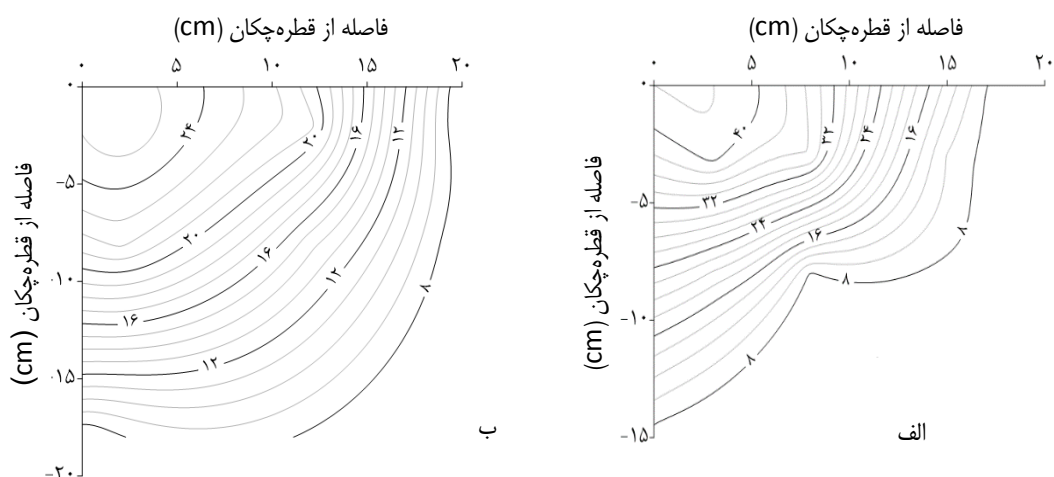 فاصله از قطره‌چکان (cm)
۰ ۵ ۱۰ ۱۵ ۲۰
فاصله از قطره‌چکان (cm)
۰
-۵
-۱۰
-۱۵
۴۰ ۳۲ ۲۴ ۱۶
۳۲
۲۴
۱۶
۸
۸
۸
الف
فاصله از قطره‌چکان (cm)
۰ ۵ ۱۰ ۱۵ ۲۰
فاصله از قطره‌چکان (cm)
۰
-۵
-۱۰
-۱۵
-۲۰
۲۴ ۲۰ ۱۶ ۱۲
۲۰
۱۶
۱۲
۸
۱۶
۱۲
ب